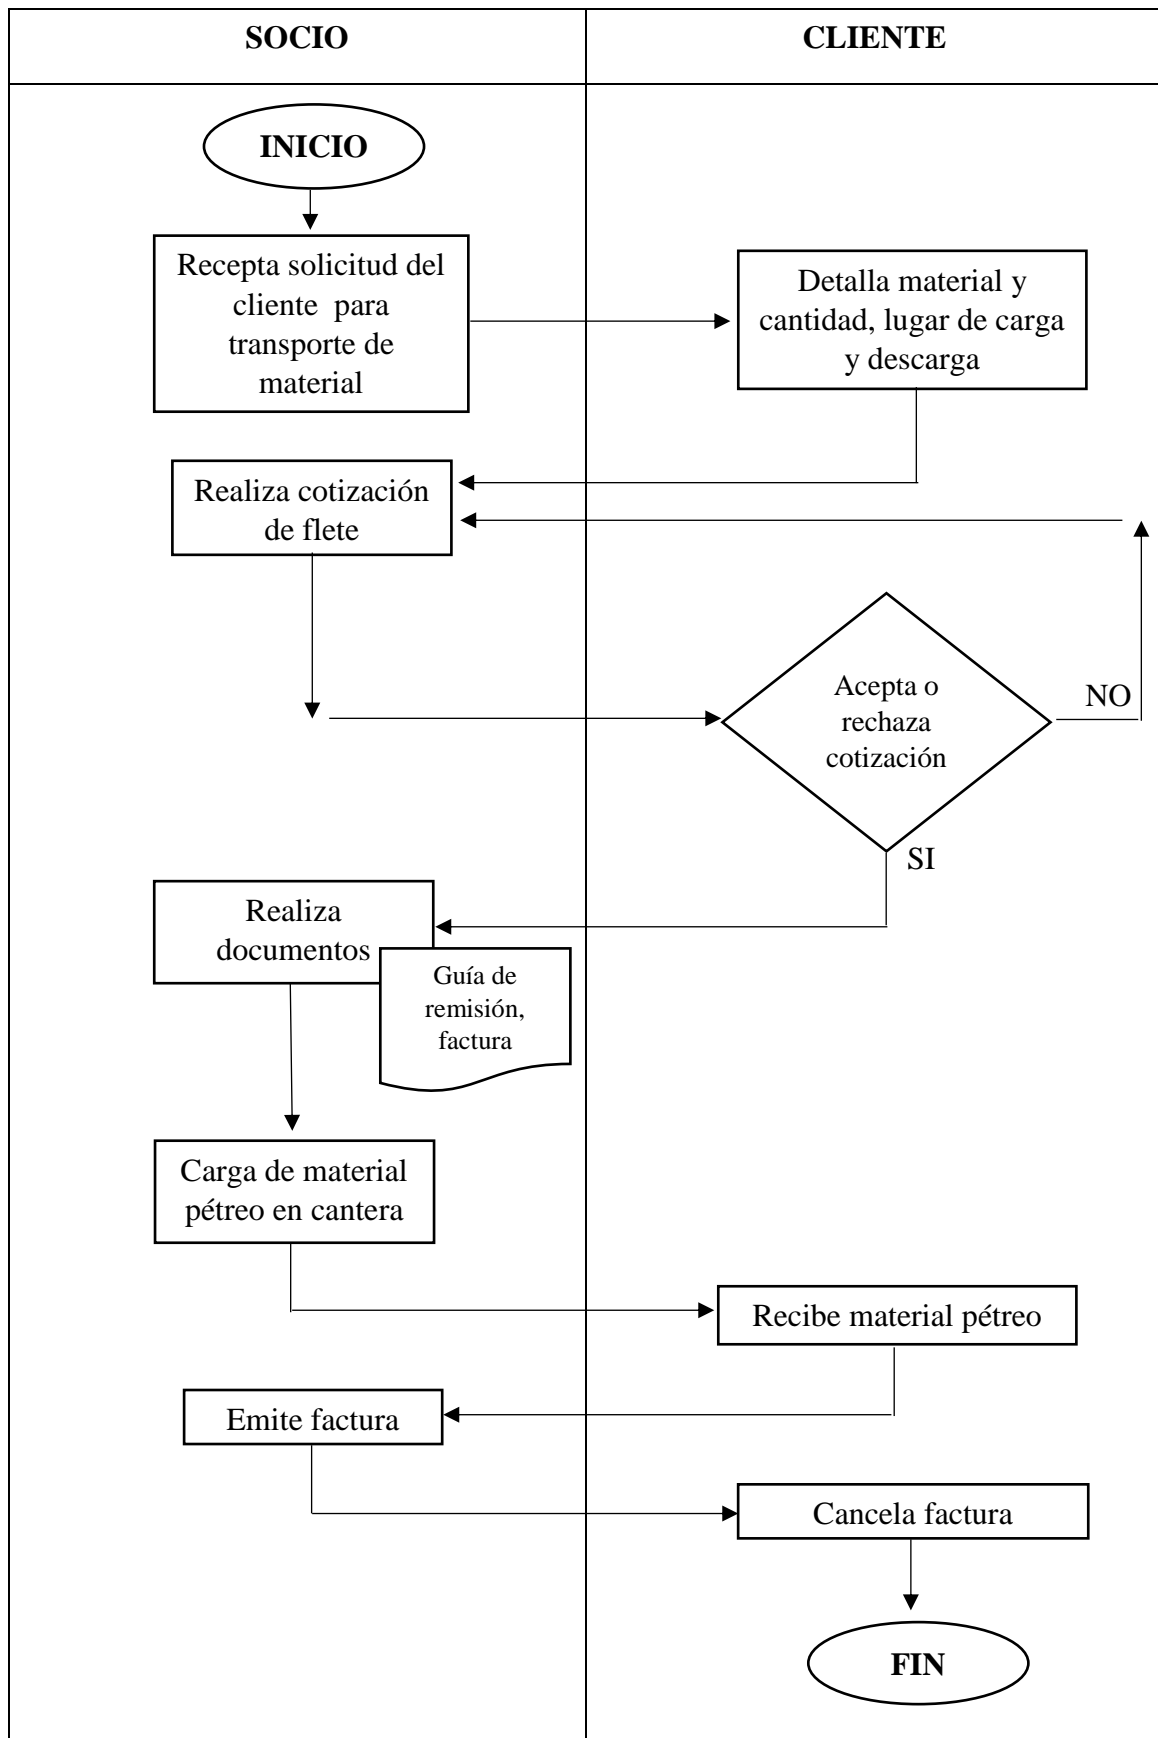 SOCIO
CLIENTE
INICIO
Recepta solicitud del
cliente  para
transporte de
material
Detalla material y
cantidad, lugar de carga
y descarga
Realiza cotización
de flete
Acepta o
rechaza
cotización
NO
SI
Realiza
documentos
Guía de
remisión,
factura
Carga de material
pétreo en cantera
Recibe material pétreo
Emite factura
Cancela factura
FIN